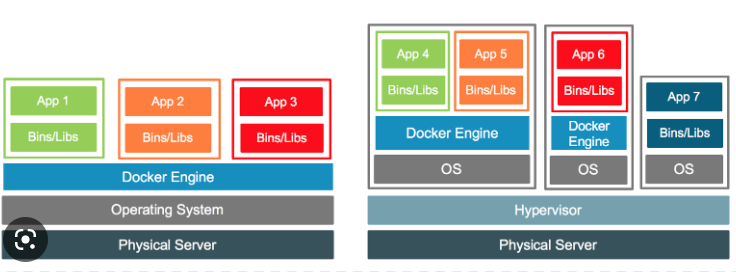 App 1
Bins/Libs
App 2
Bins/Libs
App 3
Bins/Libs
Docker Engine
Operating System
Physical Server
App 4
Bins/Libs
App 5
Bins/Libs
Docker Engine
OS
App 6
Bins/Libs
Docker
Engine
OS
App 7
Bins/Libs
OS
Hypervisor
Physical Server